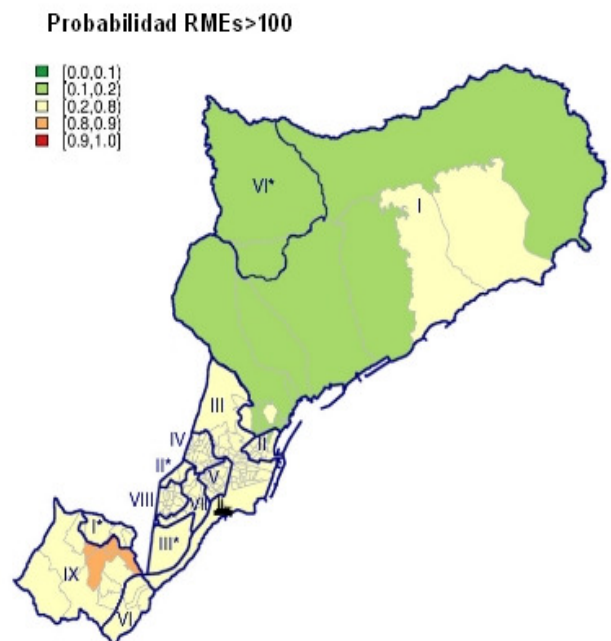 Probabilidad RMEs>100
[0.0,0.1)
[0.1,0.2)
[0.2,0.8)
[0.8,0.9)
[0.9,1.0]
VI*
I
III
IV
II
II*
V
VIII
VII
III*
I*
IX
VI